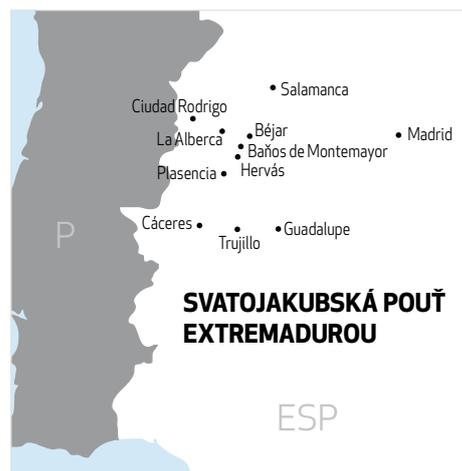 Salamanca
Ciudad Rodrigo
La Alberca
Béjar
Madrid
Baños de Montemayor
Hervás
Plasencia
Cáceres
Trujillo
Guadalupe
P
SVATOJAKUBSKÁ POUŤ
EXTREMADUROU
ESP